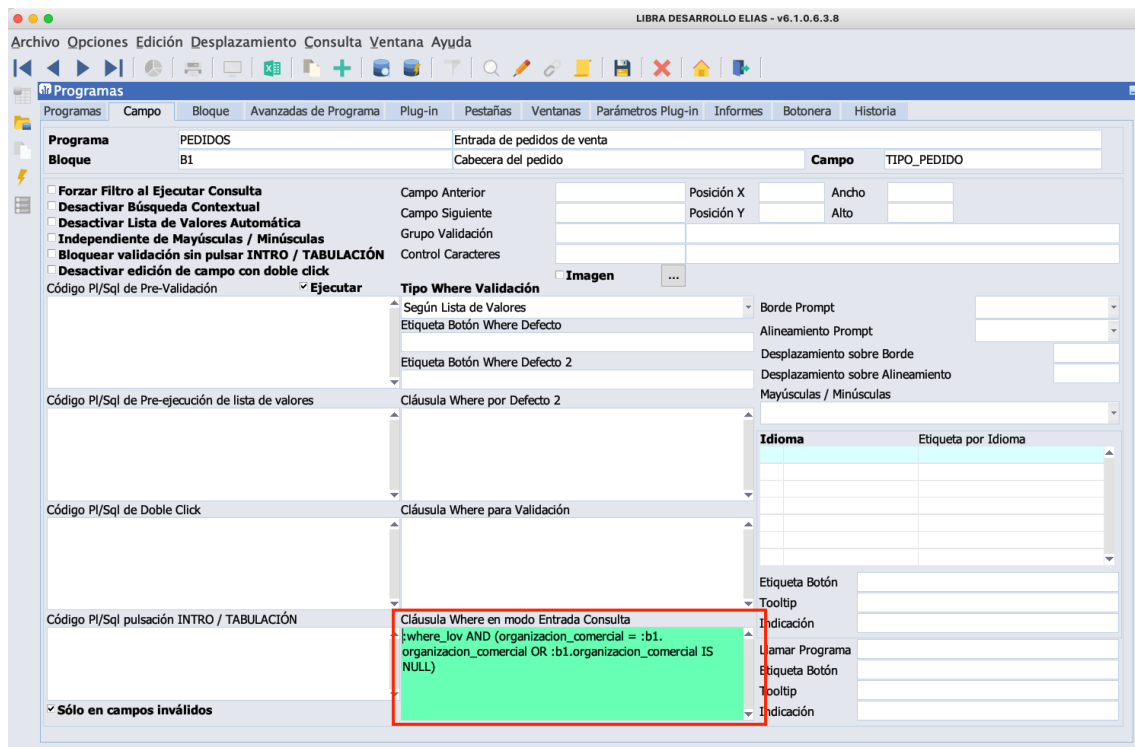 LIBRA DESARROLLO ELIAS - v6.1.0.6.3.8
Archivo Opciones Edición Desplazamiento Consulta Ventana Ayuda
Programas
Programas Campo Bloque Avanzadas de Programa Plug-in Pestañas Ventanas Parámetros Plug-in Informes Botonera Historia
Programa PEDIDOS Entrada de pedidos de venta
Bloque B1 Cabecera del pedido Campo TIPO_PEDIDO
Forzar Filtro al Ejecutar Consulta
Desactivar Búsqueda Contextual
Desactivar Lista de Valores Automática
Independiente de Mayúsculas / Minúsculas
Bloquear validación sin pulsar INTRO / TABULACIÓN
Desactivar edición de campo con doble click
Campo Anterior Posición X Ancho
Campo Siguiente Posición Y Alto
Grupo Validación
Control Caracteres
Imagen ...
Código Pl/Sql de Pre-Validación Ejecutar
Tipo Where Validación
Según Lista de Valores
Etiqueta Botón Where Defecto
Etiqueta Botón Where Defecto 2
Borde Prompt
Alineamiento Prompt
Desplazamiento sobre Borde
Desplazamiento sobre Alineamiento
Mayúsculas / Minúsculas
Código Pl/Sql de Pre-ejecución de lista de valores
Cláusula Where por Defecto 2
Idioma Etiqueta por Idioma
Código Pl/Sql de Doble Click
Cláusula Where para Validación
Etiqueta Botón
Tooltip
Indicación
Código Pl/Sql pulsación INTRO / TABULACIÓN
Cláusula Where en modo Entrada Consulta
:where_lov AND (organizacion_comercial = :b1.
organizacion_comercial OR :b1.organizacion_comercial IS
NULL)
Llamar Programa
Etiqueta Botón
Tooltip
Indicación
Sólo en campos inválidos